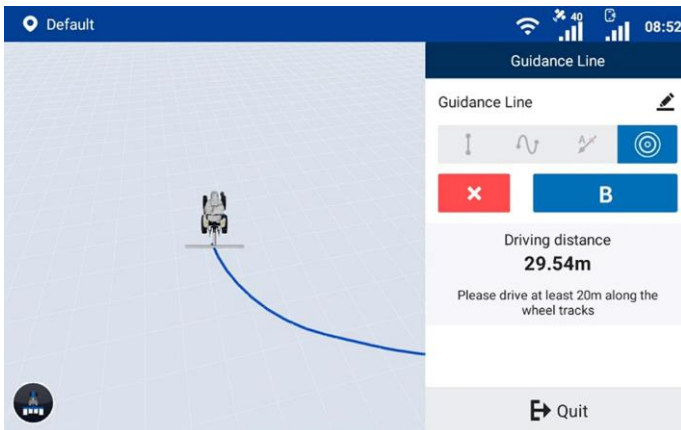 Default
40
08:52
Guidance Line
Guidance Line
A
B
Driving distance
29.54m
Please drive at least 20m along the
wheel tracks
Quit